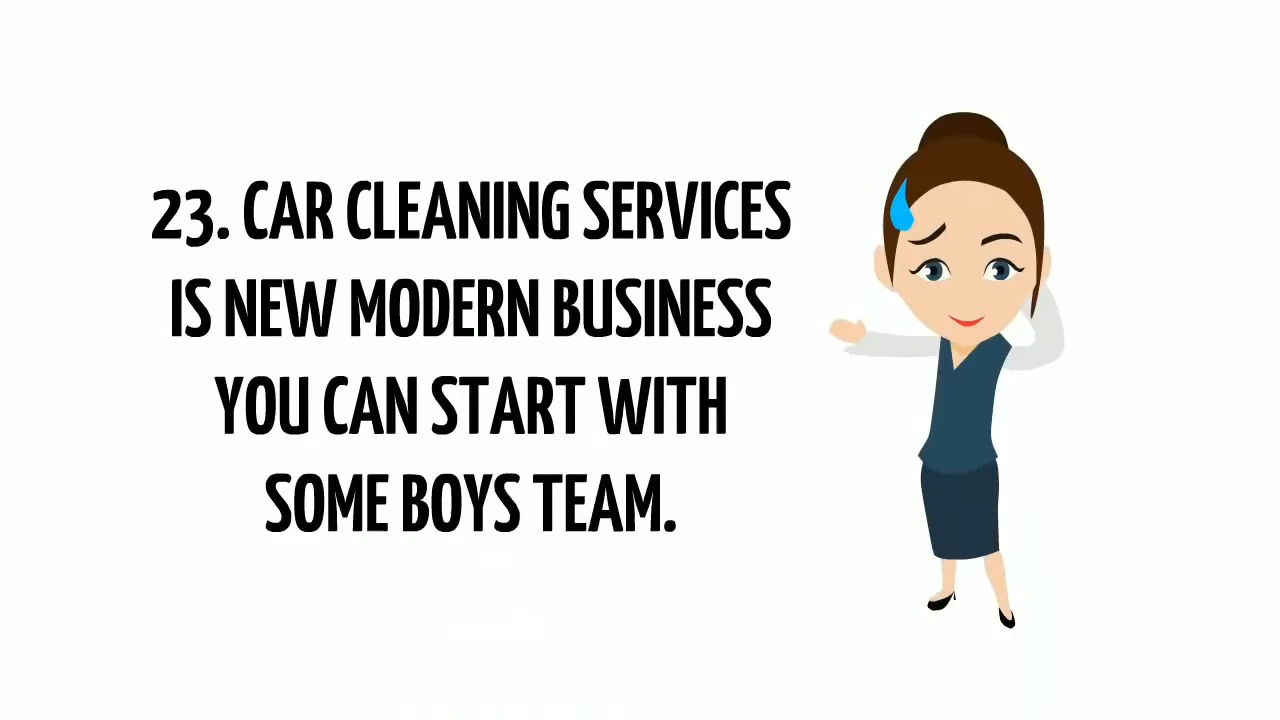 23. CAR CLEANING SERVICES
IS NEW MODERN BUSINESS
YOU CAN START WITH
SOME BOYS TEAM.